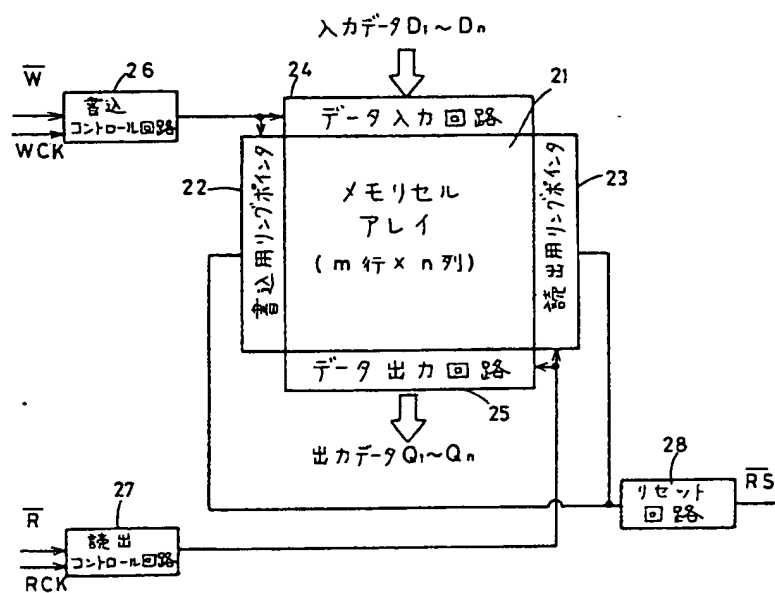 入力データD1〜Dn
W
26
24
21
書込
コントロール回路
WCK
データ入力回路
22
書込用リングポインタ
メモリセル
アレイ
(m行×n列)
読出用リングポインタ
23
データ出力回路
25
出力データQ1〜Qn
28
リセット
回路
RS
R
27
読出
コントロール回路
RCK